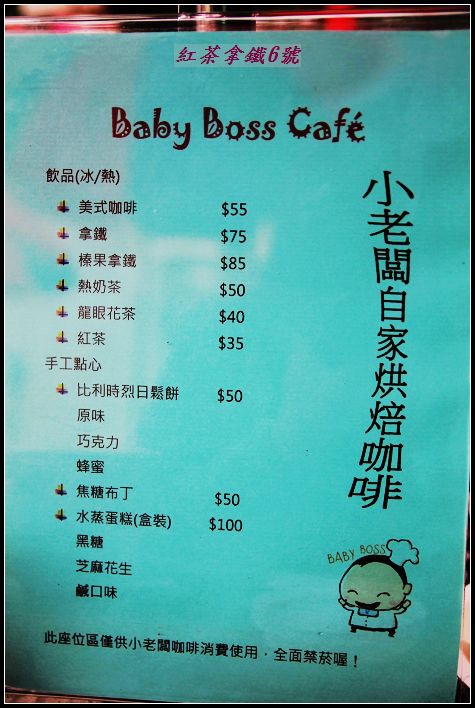 紅茶拿鐵6號
Baby Boss Café
飲品(冰/熱)
美式咖啡 $55
拿鐵 $75
榛果拿鐵 $85
熱奶茶 $50
龍眼花茶 $40
紅茶 $35
手工點心
比利時烈日鬆餅 $50
原味
巧克力
蜂蜜
焦糖布丁 $50
水蒸蛋糕(盒裝) $100
黑糖
芝麻花生
鹹口味
小老闆自家烘焙咖啡
BABY BOSS
此座位區僅供小老闆咖啡消費使用，全面禁菸喔！